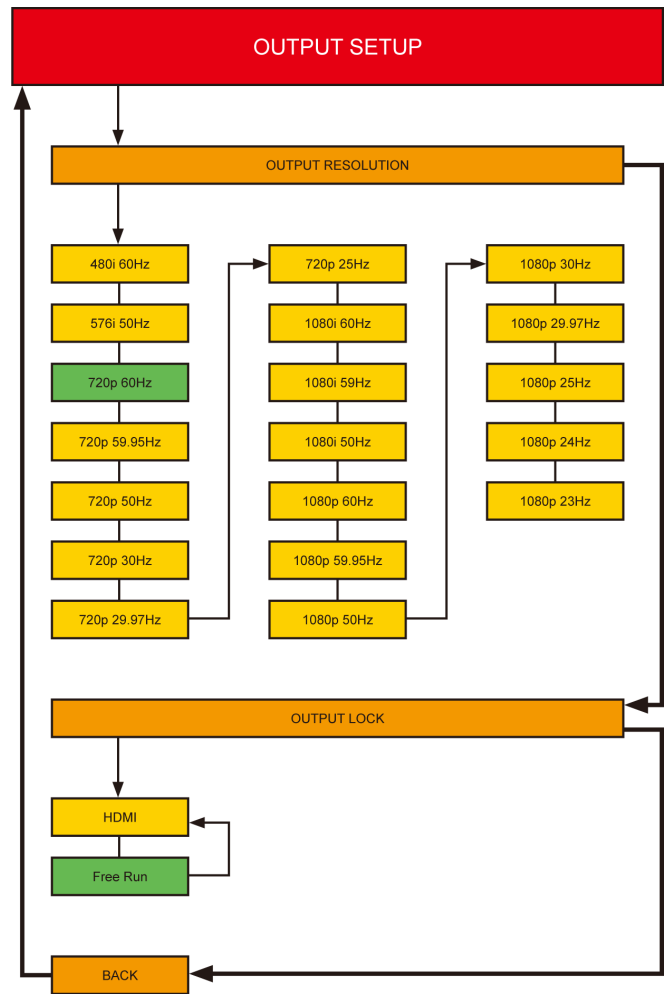 OUTPUT SETUP
OUTPUT RESOLUTION
480i 60Hz
576i 50Hz
720p 60Hz
720p 59.95Hz
720p 50Hz
720p 30Hz
720p 29.97Hz
720p 25Hz
1080i 60Hz
1080i 59Hz
1080i 50Hz
1080p 60Hz
1080p 59.95Hz
1080p 50Hz
1080p 30Hz
1080p 29.97Hz
1080p 25Hz
1080p 24Hz
1080p 23Hz
OUTPUT LOCK
HDMI
Free Run
BACK